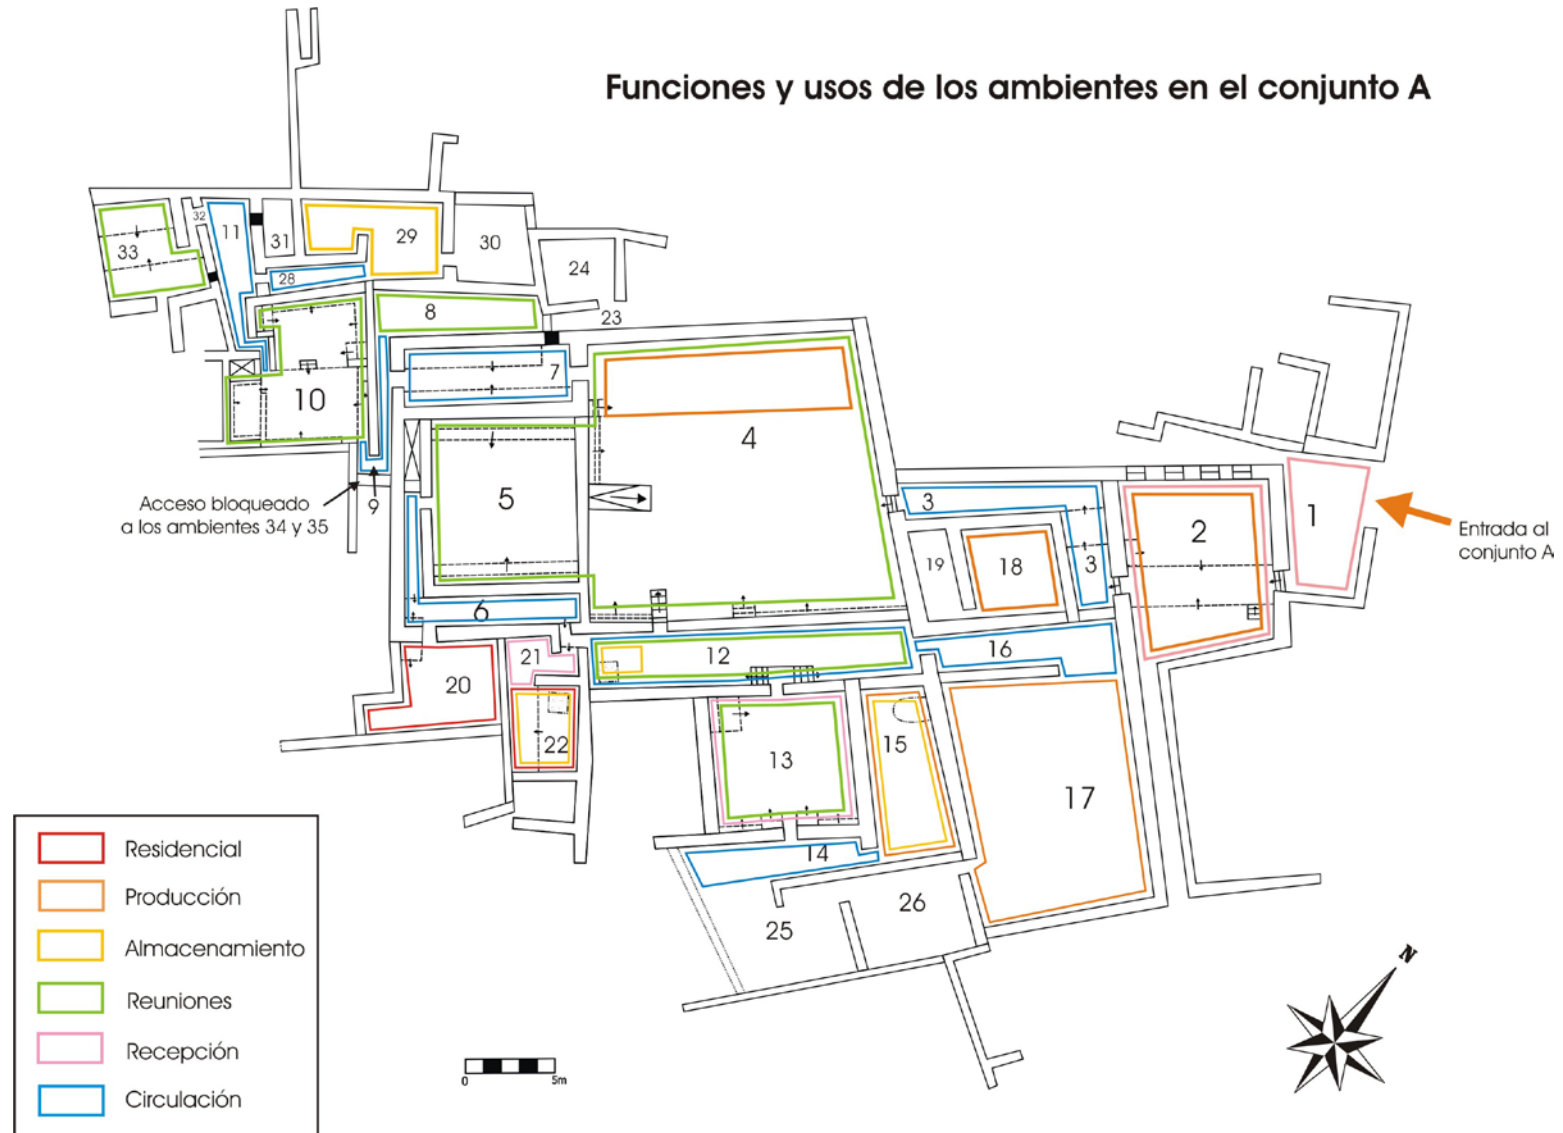 Funciones y usos de los ambientes en el conjunto A
32
11
31
29
30
33
28
24
8
23
7
10
4
5
Acceso bloqueado
a los ambientes 34 y 35
9
3
2
1
Entrada al
conjunto A
19
18
3
6
12
16
21
20
22
15
13
17
14
26
25
N
Residencial
Producción
Almacenamiento
Reuniones
Recepción
Circulación
0
5m